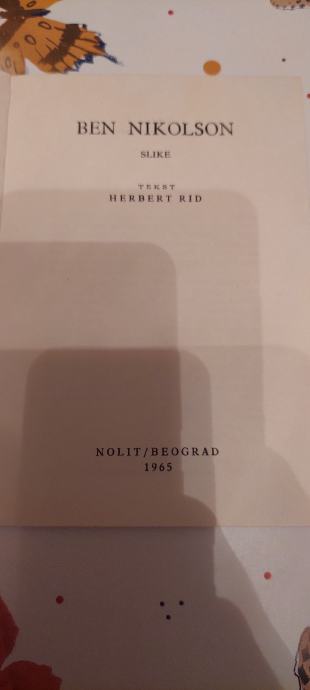 BEN NIKOLSON
SLIKE
TEKST
HERBERT RID
NOLIT/BEOGRAD
1965